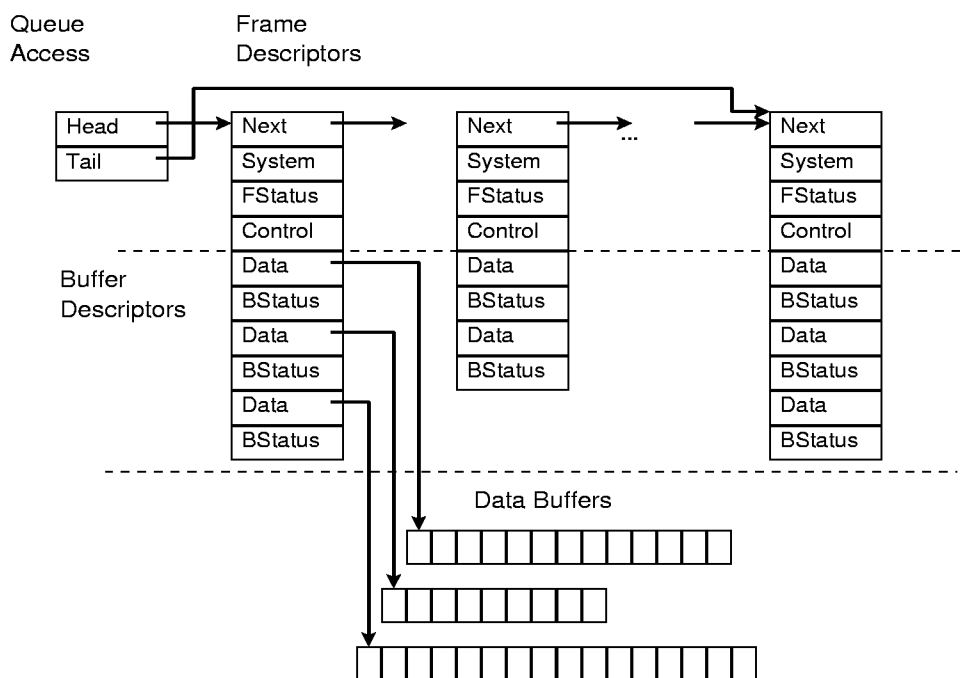 Queue
Access
Frame
Descriptors
Head
Tail
Next
System
FStatus
Control
Data
BStatus
Data
BStatus
Data
BStatus
Next
System
FStatus
Control
Data
BStatus
Data
BStatus
...
Next
System
FStatus
Control
Data
BStatus
Data
BStatus
Data
BStatus
Buffer
Descriptors
Data Buffers